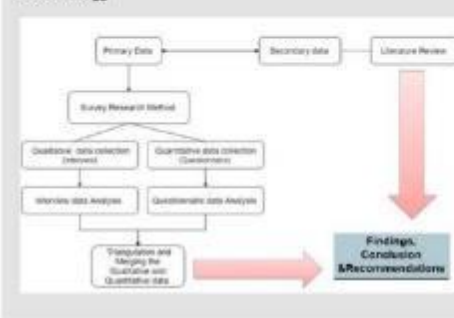 Primary Data
Secondary data
Literature Review
Survey Research Method
Qualitative data collection
(Interviews)
Quantitative data collection
(Questionnaire)
Interview data Analysis
Questionnaire data Analysis
Triangulation and
Merging the
Qualitative and
Quantitative data
Findings,
Conclusion
&Recommendations